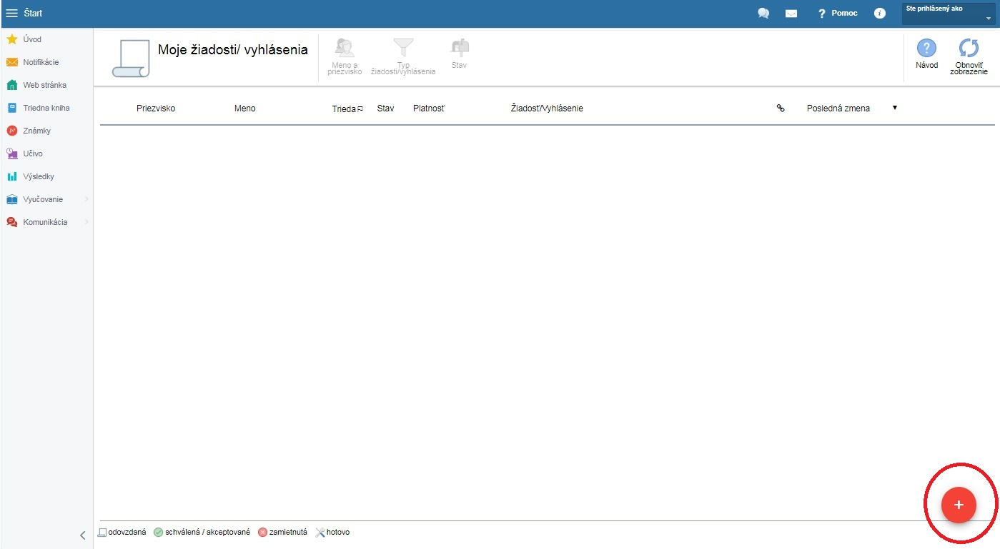 Štart
Pomoc
Ste prihlásený ako
Úvod
Notifikácie
Web stránka
Triedna kniha
Známky
Učivo
Výsledky
Vyučovanie
Komunikácia
Moje žiadosti/ vyhlásenia
Meno a
priezvisko
Typ
žiadosti/vyhlásenia
Stav
Návod
Obnoviť
zobrazenie
Priezvisko Meno Trieda Stav Platnosť Žiadosť/Vyhlásenie Posledná zmena ▼
+
odovzdaná schválená / akceptované zamietnutá hotovo